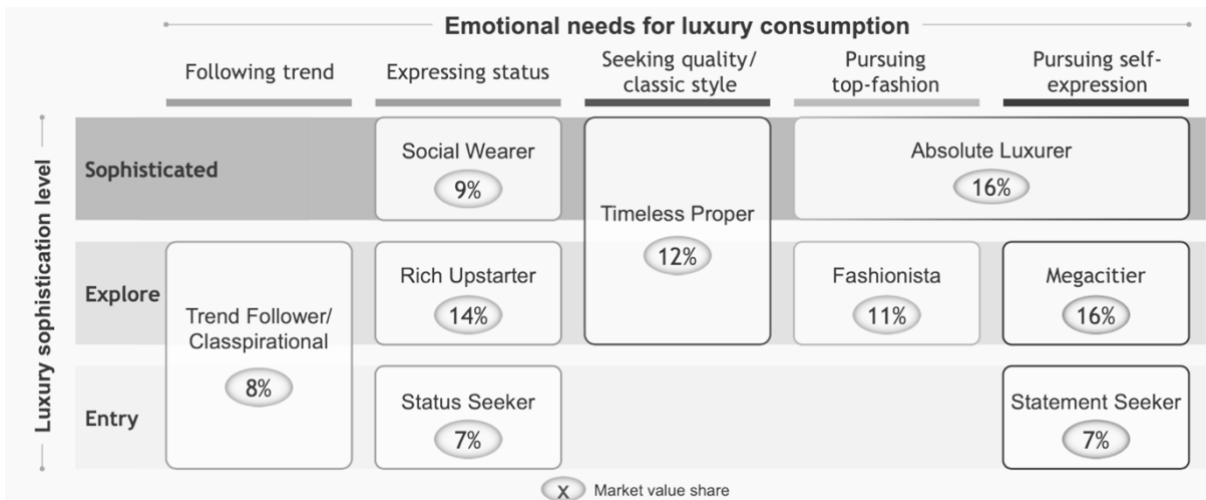 Emotional needs for luxury consumption
Following trend
Expressing status
Seeking quality/
classic style
Pursuing
top-fashion
Pursuing self-
expression
Luxury sophistication level
Sophisticated
Social Wearer
9%
Timeless Proper
12%
Absolute Luxurer
16%
Explore
Trend Follower/
Classpirational
8%
Rich Upstarter
14%
Fashionista
11%
Megacitier
16%
Entry
Status Seeker
7%
Statement Seeker
7%
X Market value share